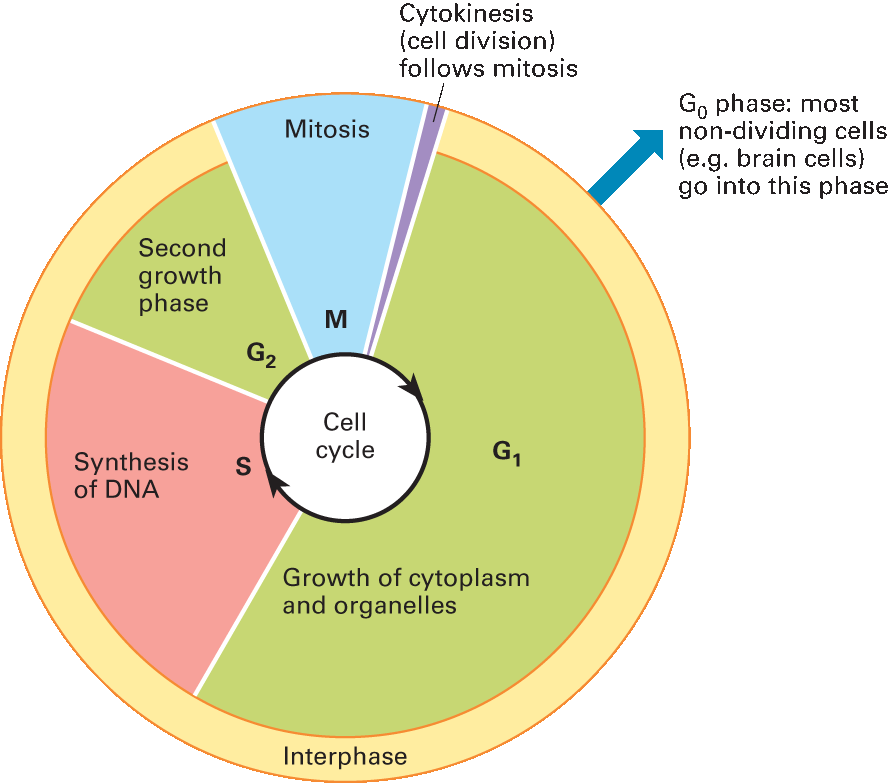 Cytokinesis
(cell division)
follows mitosis
G₀ phase: most
non-dividing cells
(e.g. brain cells)
go into this phase
Mitosis
M
Second
growth
phase
G₂
Cell
cycle
Synthesis
of DNA
S
G₁
Growth of cytoplasm
and organelles
Interphase